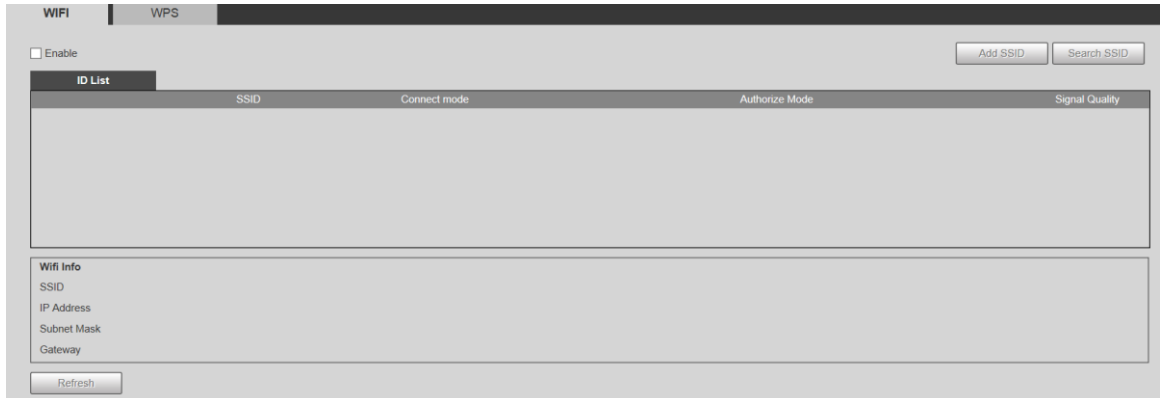 WIFI WPS
Enable Add SSID Search SSID
ID List
SSID Connect mode Authorize Mode Signal Quality
Wifi Info
SSID
IP Address
Subnet Mask
Gateway
Refresh